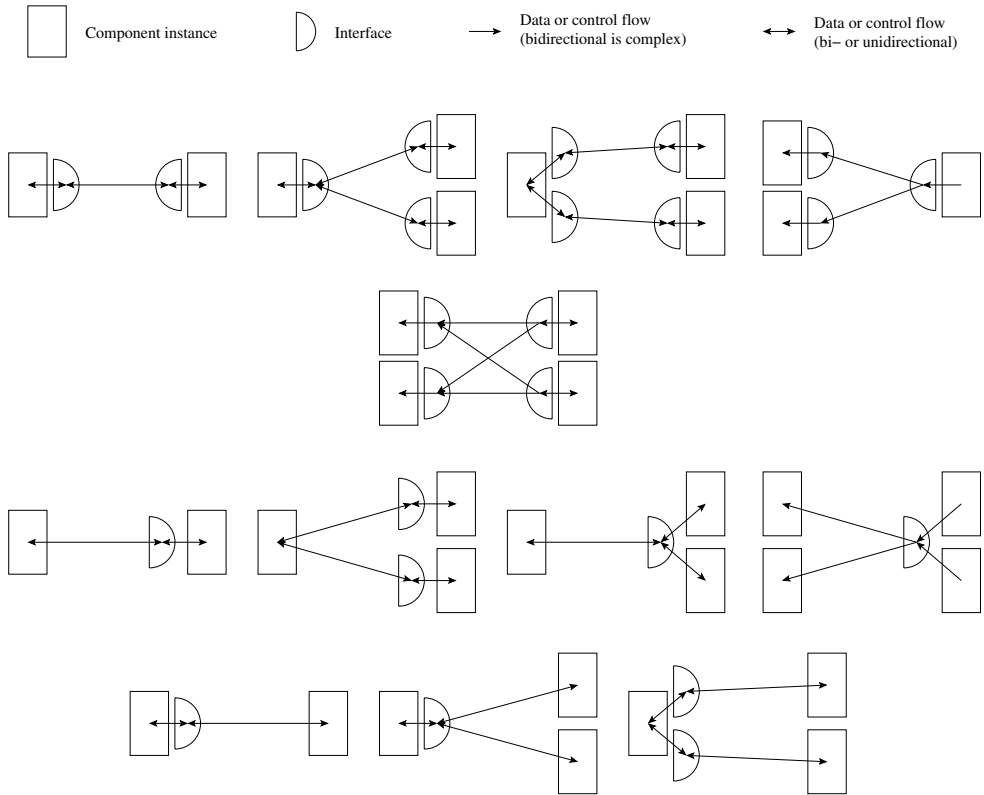 Component instance
Interface
Data or control flow
(bidirectional is complex)
Data or control flow
(bi− or unidirectional)